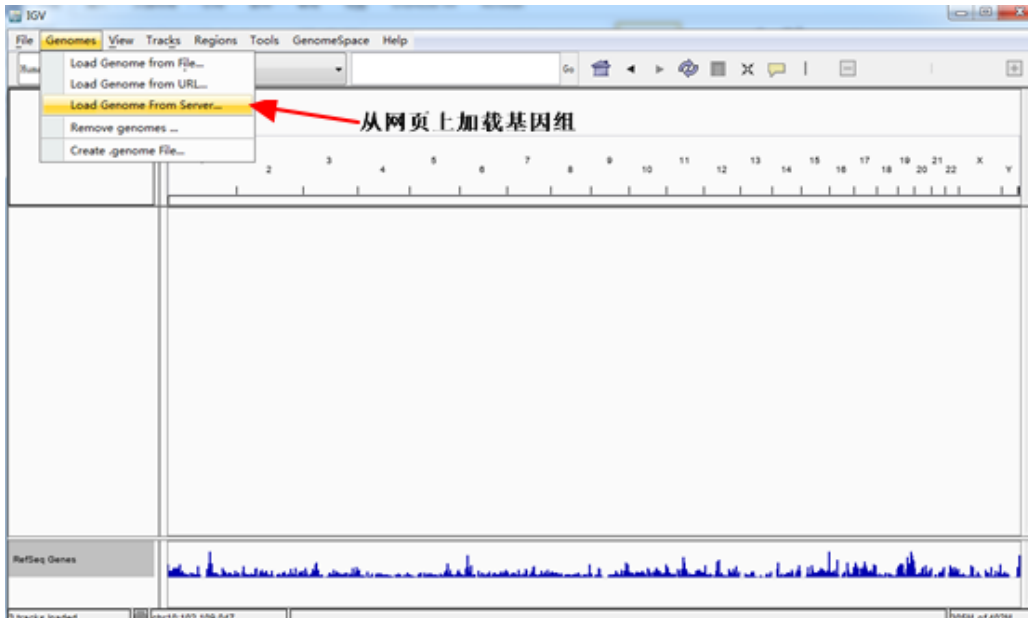 IGV
File Genomes View Tracks Regions Tools GenomeSpace Help
Load Genome from File...
Go
Load Genome from URL...
Load Genome From Server...
从网页上加载基因组
Remove genomes ...
Create .genome File...
3 5 7 9 11 13 15 17 19 21 X
2 4 6 8 10 12 14 16 18 20 22 Y
RefSeq Genes
tracks loaded